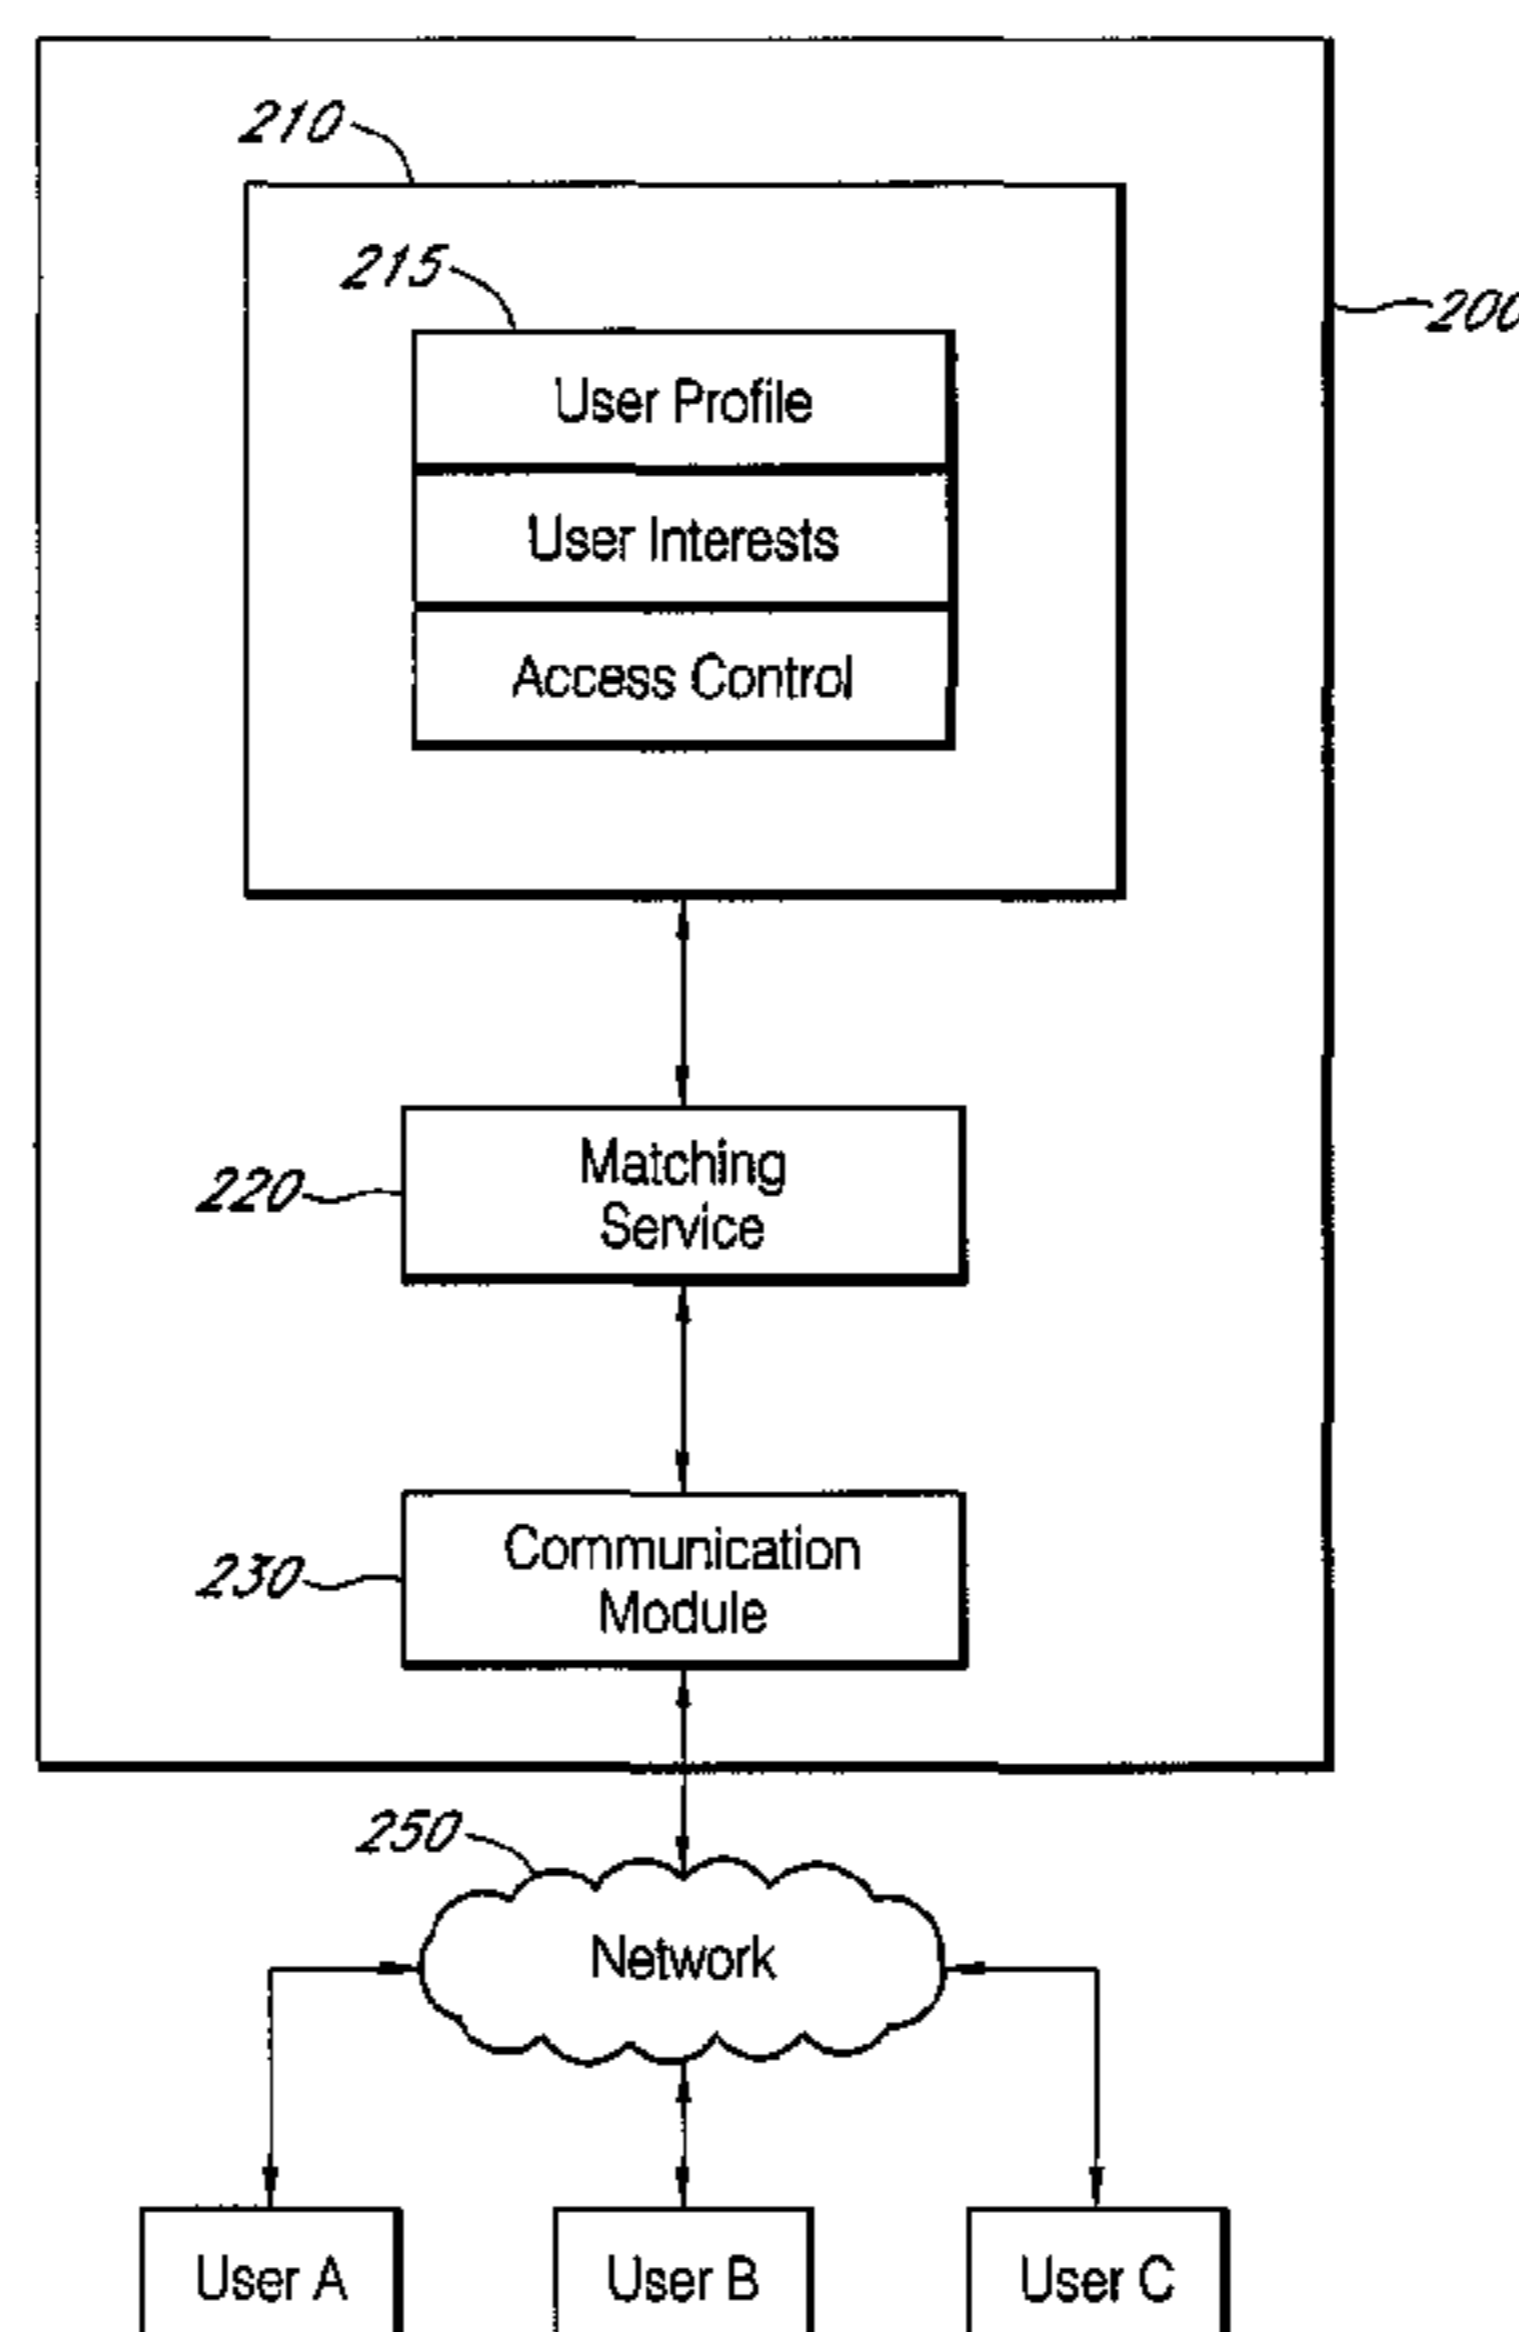 210
215
200
User Profile
User Interests
Access Control
220
Matching
Service
230
Communication
Module
250
Network
User A
User B
User C